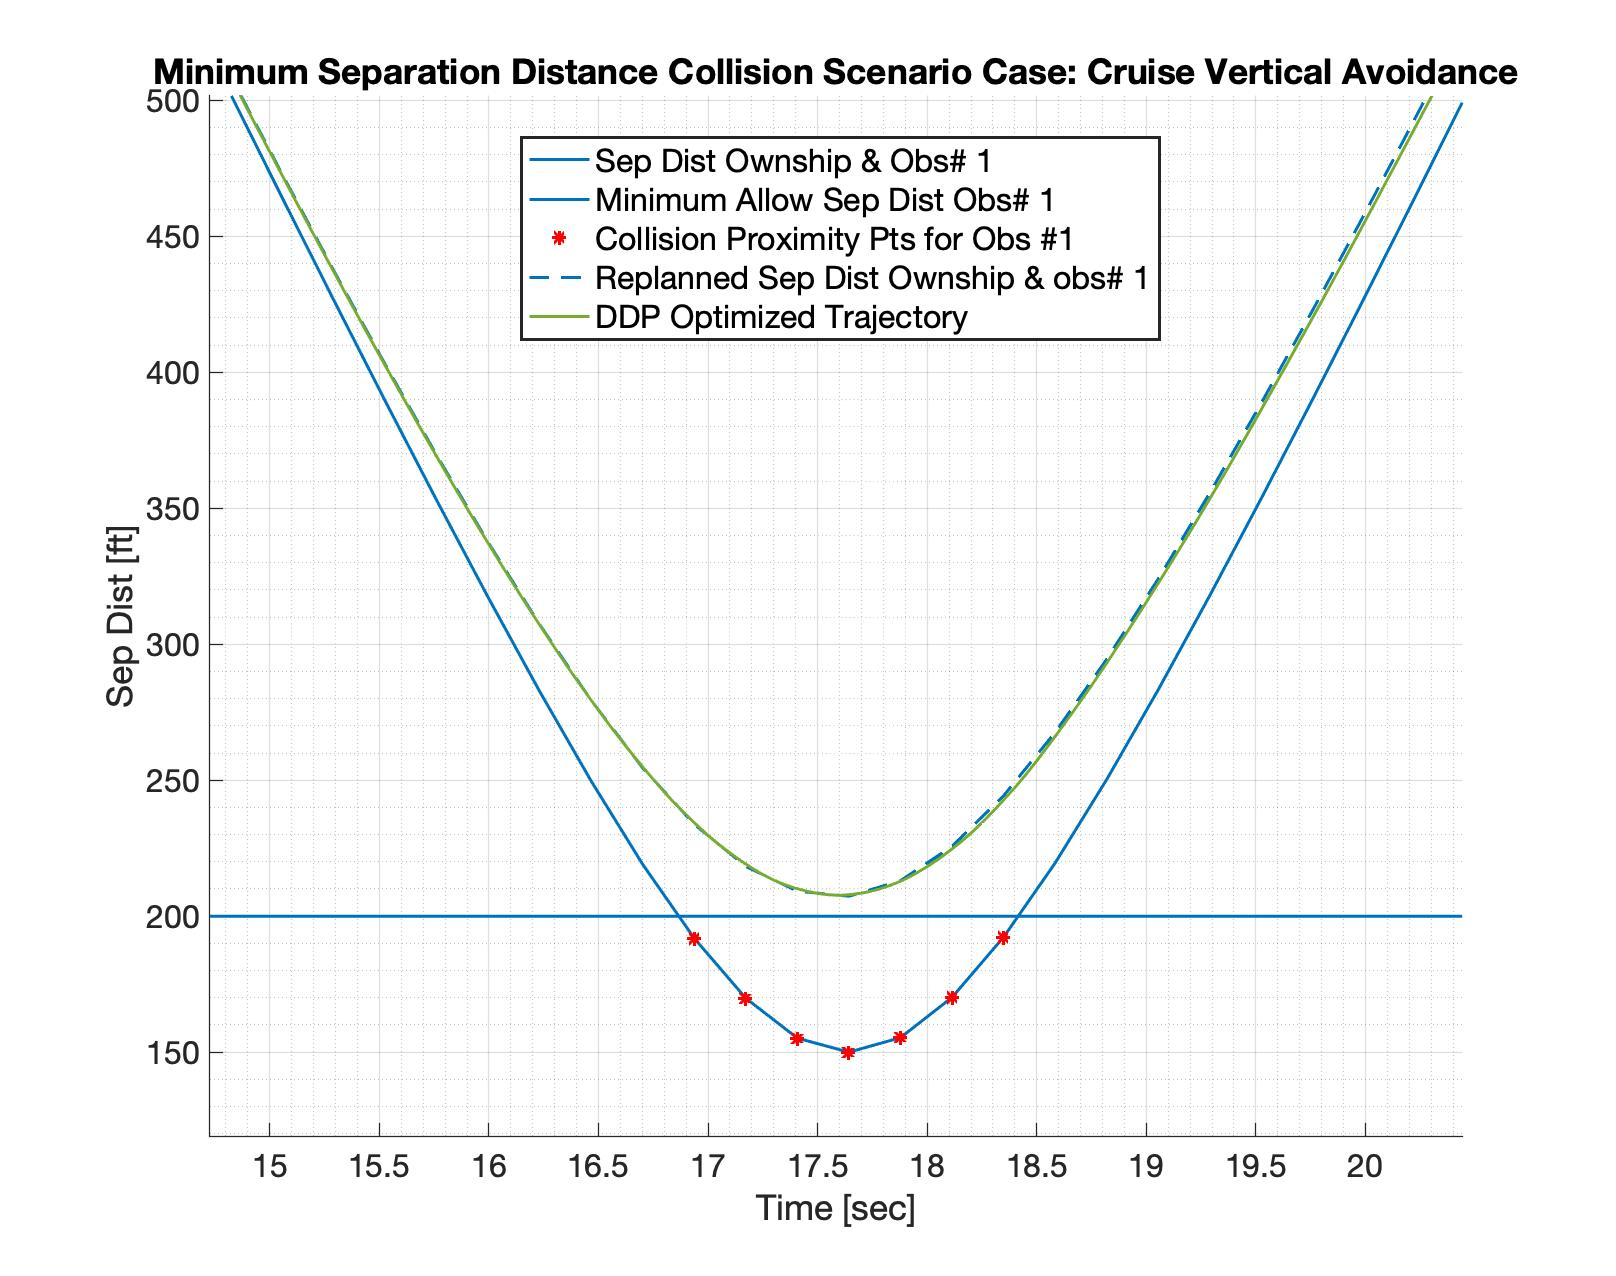 Minimum Separation Distance Collision Scenario Case: Cruise Vertical Avoidance
Sep Dist Ownship & Obs# 1
Minimum Allow Sep Dist Obs# 1
Collision Proximity Pts for Obs #1
Replanned Sep Dist Ownship & obs# 1
DDP Optimized Trajectory
500
450
400
350
300
250
200
150
Sep Dist [ft]
15 15.5 16 16.5 17 17.5 18 18.5 19 19.5 20
Time [sec]